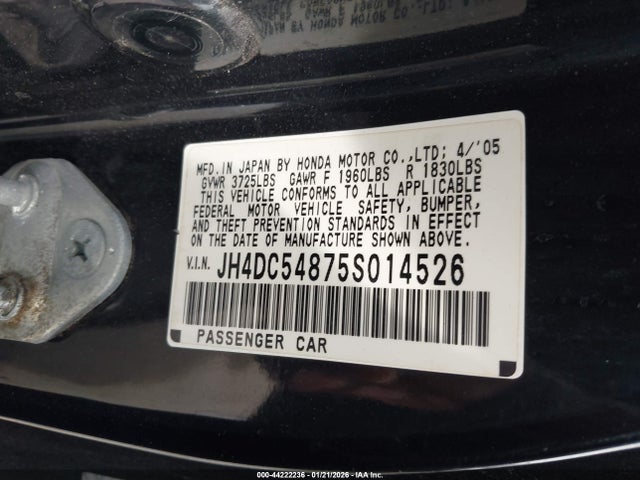 MFD.IN JAPAN BY HONDA MOTOR CO.,LTD; 4/'05
GVWR 3725LBS GAWR F 1960LBS R 1830LBS
THIS VEHICLE CONFORMS TO ALL APPLICABLE
FEDERAL MOTOR VEHICLE SAFETY, BUMPER,
AND THEFT PREVENTION STANDARDS IN EFFECT
ON THE DATE OF MANUFACTURE SHOWN ABOVE.
V.I.N. JH4DC54875S014526
PASSENGER CAR
000-44222236 - 01/21/2026 - IAA Inc.